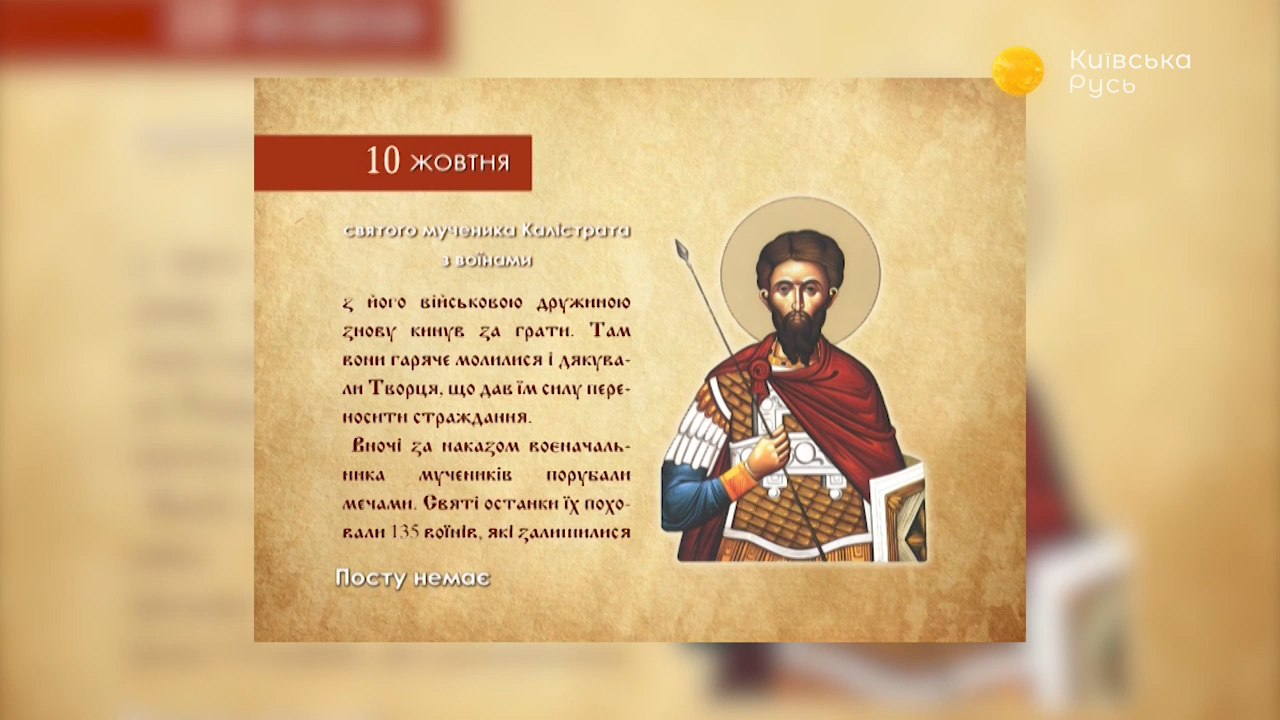 Київська
Русь
10 ЖОВТНЯ
святого мученика Калістрата
з воїнами
з його військовою дружиною
знову кинув за грати. Там
вони гаряче молилися і дякува-
ли Творця, що дав їм силу пере-
носити страждання.
Вночі за наказом воєначаль-
ника мучеників порубали
мечами. Святі останки їх похо-
вали 135 воїнів, які залишилися
Посту немає